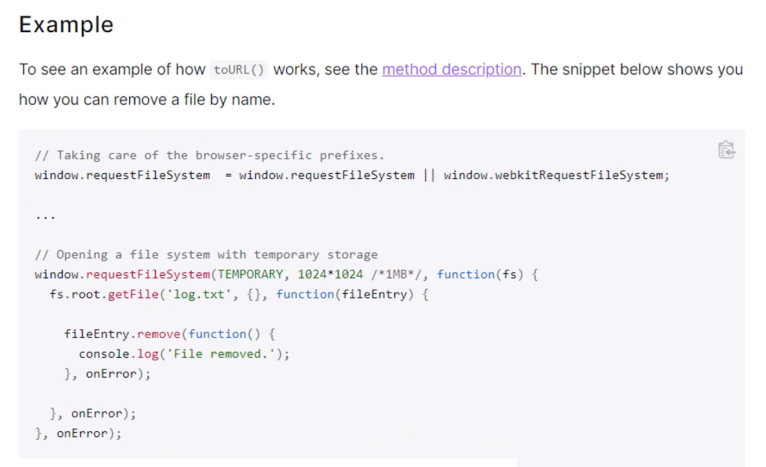 Example
To see an example of how toURL() works, see the method description. The snippet below shows you
how you can remove a file by name.
// Taking care of the browser-specific prefixes.
window.requestFileSystem  = window.requestFileSystem || window.webkitRequestFileSystem;
...
// Opening a file system with temporary storage
window.requestFileSystem(TEMPORARY, 1024*1024 /*1MB*/, function(fs) {
  fs.root.getFile('log.txt', {}, function(fileEntry) {
    fileEntry.remove(function() {
      console.log('File removed.');
    }, onError);
  }, onError);
}, onError);